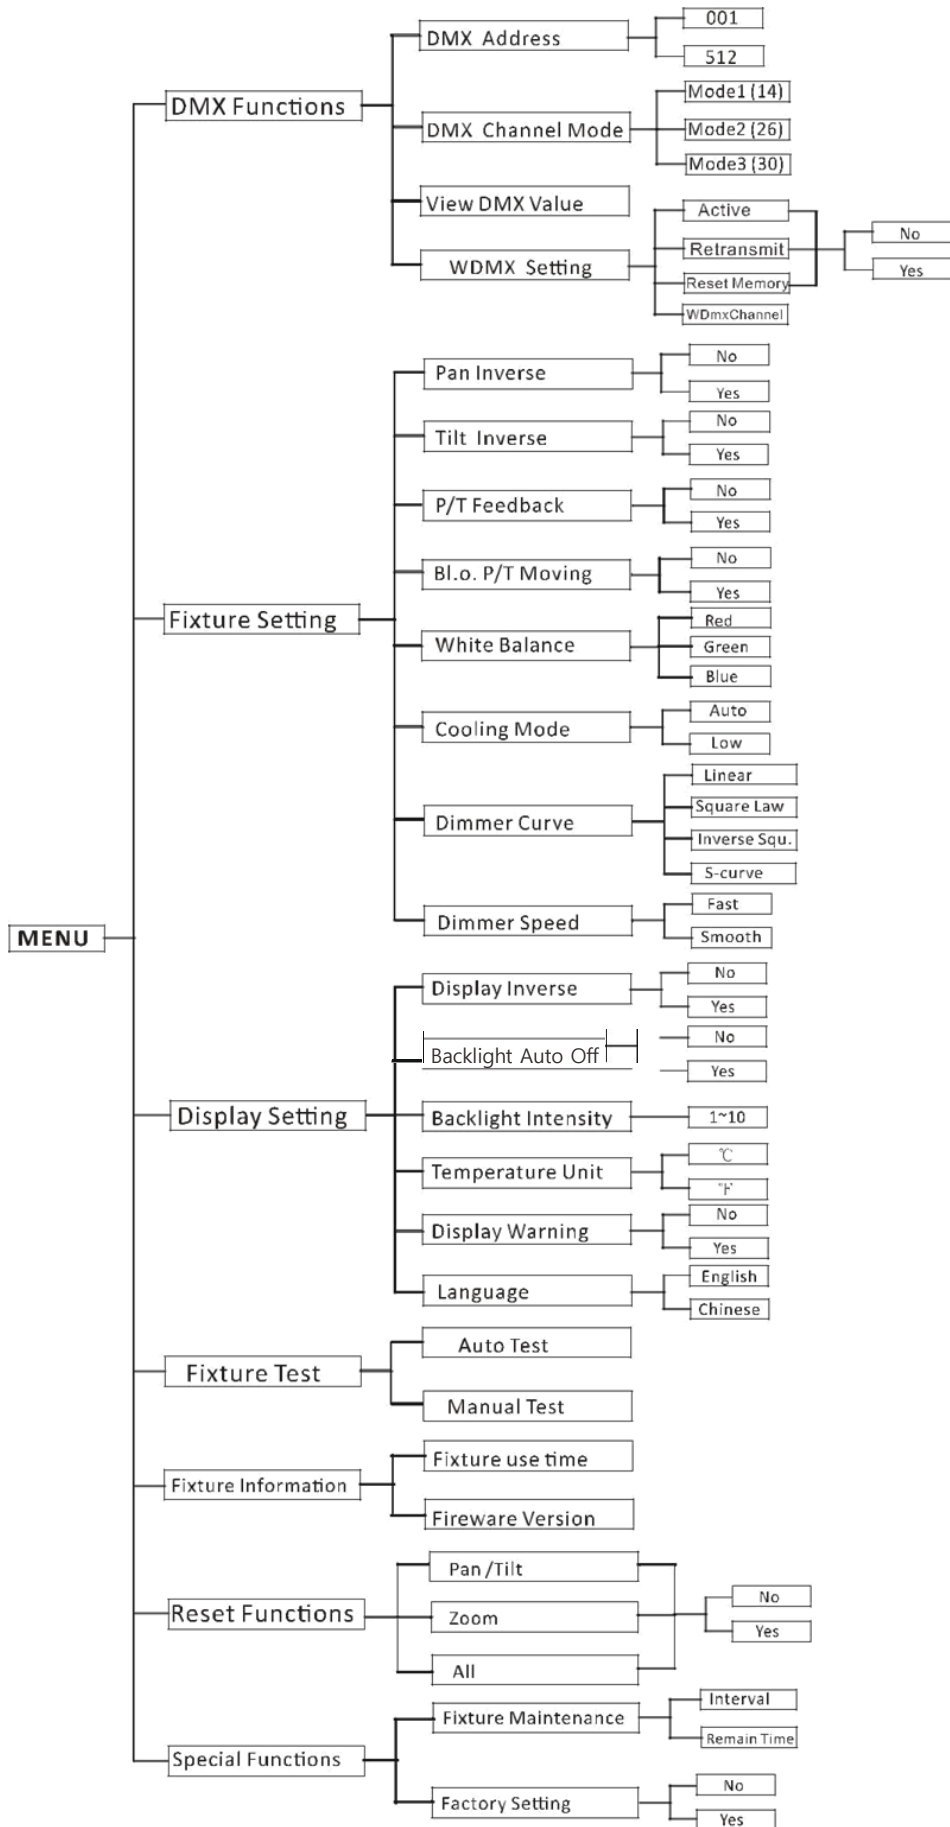 MENU
DMX Functions
DMX Address
001
512
DMX Channel Mode
Mode1 (14)
Mode2 (26)
Mode3 (30)
View DMX Value
WDMX Setting
Active
Retransmit
Reset Memory
No
Yes
WDmxChannel
Fixture Setting
Pan Inverse
No
Yes
Tilt Inverse
No
Yes
P/T Feedback
No
Yes
Bl.o. P/T Moving
No
Yes
White Balance
Red
Green
Blue
Cooling Mode
Auto
Low
Dimmer Curve
Linear
Square Law
Inverse Squ.
S-curve
Dimmer Speed
Fast
Smooth
Display Setting
Display Inverse
No
Yes
Backlight Auto Off
No
Yes
Backlight Intensity
1~10
Temperature Unit
℃
℉
Display Warning
No
Yes
Language
English
Chinese
Fixture Test
Auto Test
Manual Test
Fixture Information
Fixture use time
Fireware Version
Reset Functions
Pan /Tilt
Zoom
All
No
Yes
Special Functions
Fixture Maintenance
Interval
Remain Time
Factory Setting
No
Yes